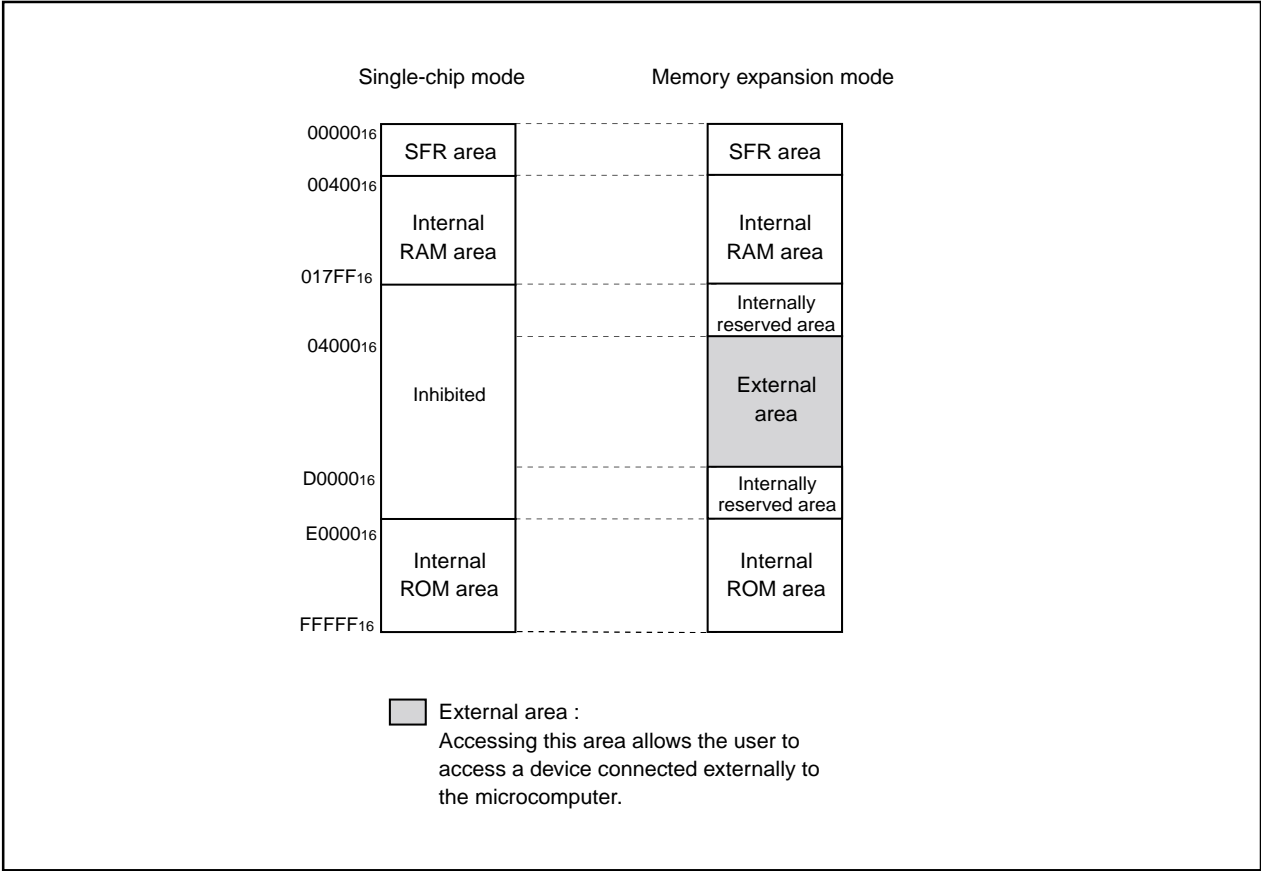 Single-chip mode
Memory expansion mode
00000₁₆
SFR area
SFR area
00400₁₆
Internal
RAM area
Internal
RAM area
017FF₁₆
Internally
reserved area
04000₁₆
Inhibited
External
area
D0000₁₆
Internally
reserved area
E0000₁₆
Internal
ROM area
Internal
ROM area
FFFFF₁₆
External area :
Accessing this area allows the user to
access a device connected externally to
the microcomputer.